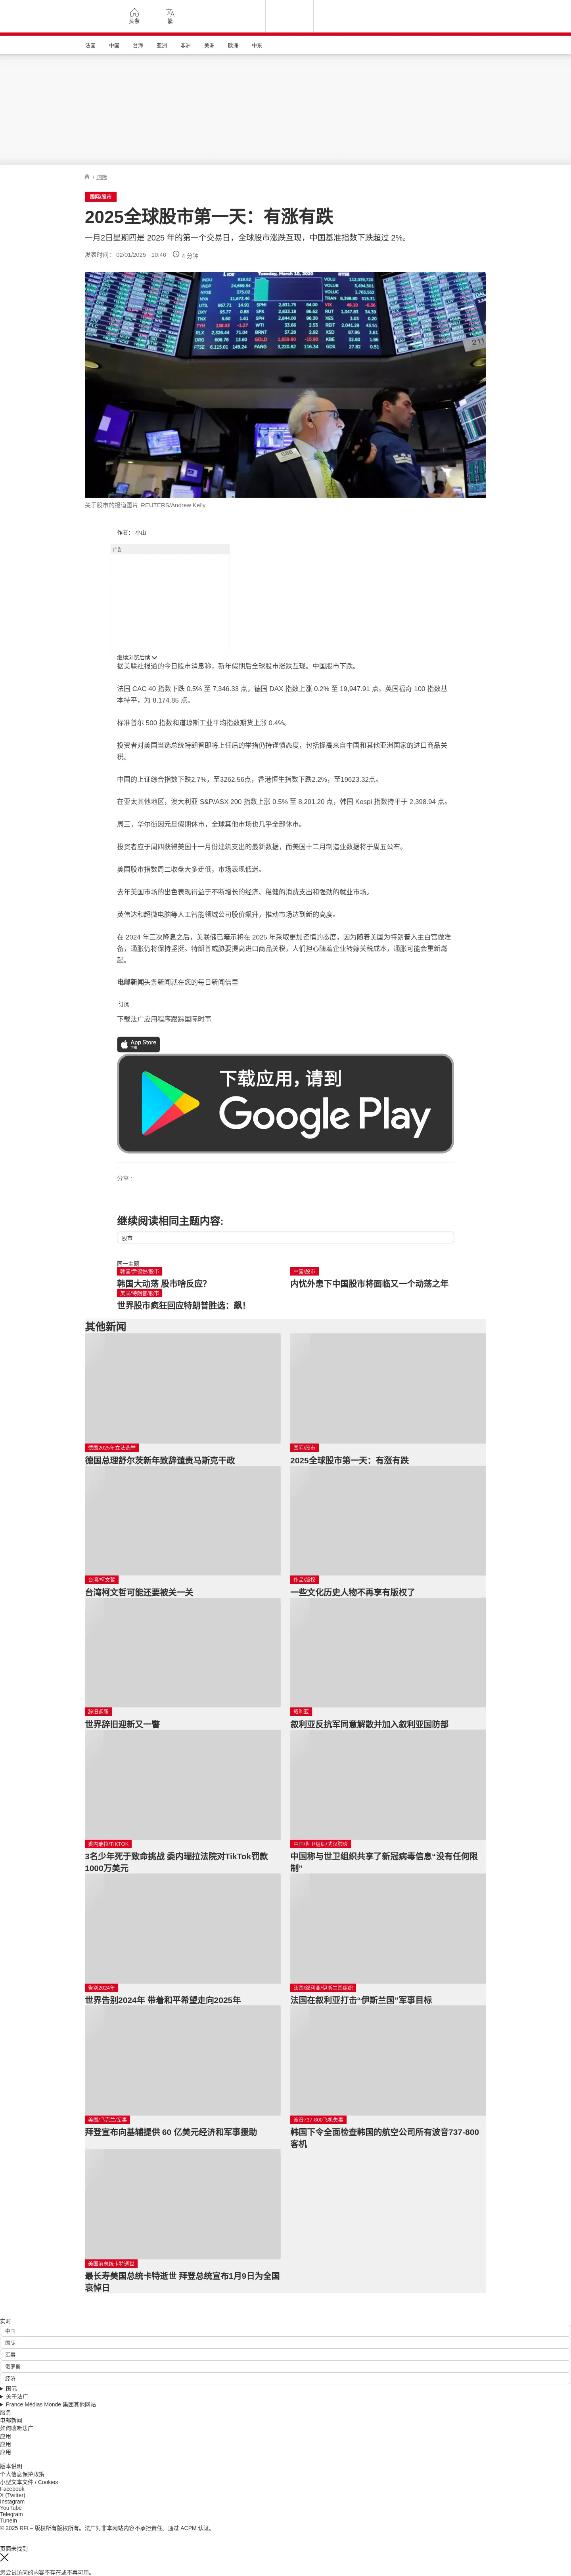 头条
繁
法国 中国 台海 亚洲 非洲 美洲 欧洲 中东
/ 国际
国际/股市
2025全球股市第一天：有涨有跌
一月2日星期四是 2025 年的第一个交易日，全球股市涨跌互现，中国基准指数下跌超过 2%。
发表时间： 02/01/2025 - 10:46 4 分钟
关于股市的报道图片 REUTERS/Andrew Kelly
作者： 小山
广告
继续浏览后续
据美联社报道的今日股市消息称，新年假期后全球股市涨跌互现。中国股市下跌。
法国 CAC 40 指数下跌 0.5% 至 7,346.33 点，德国 DAX 指数上涨 0.2% 至 19,947.91 点。英国福奇 100 指数基
本持平，为 8,174.85 点。
标准普尔 500 指数和道琼斯工业平均指数期货上涨 0.4%。
投资者对美国当选总统特朗普即将上任后的举措仍持谨慎态度，包括提高来自中国和其他亚洲国家的进口商品关
税。
中国的上证综合指数下跌2.7%，至3262.56点，香港恒生指数下跌2.2%，至19623.32点。
在亚太其他地区，澳大利亚 S&P/ASX 200 指数上涨 0.5% 至 8,201.20 点，韩国 Kospi 指数持平于 2,398.94 点。
周三，华尔街因元旦假期休市，全球其他市场也几乎全部休市。
投资者应于周四获得美国十一月份建筑支出的最新数据，而美国十二月制造业数据将于周五公布。
美国股市指数周二收盘大多走低，市场表现低迷。
去年美国市场的出色表现得益于不断增长的经济、稳健的消费支出和强劲的就业市场。
英伟达和超微电脑等人工智能领域公司股价飙升，推动市场达到新的高度。
在 2024 年三次降息之后，美联储已暗示将在 2025 年采取更加谨慎的态度，因为随着美国为特朗普入主白宫做准
备，通胀仍将保持坚挺。特朗普威胁要提高进口商品关税，人们担心随着企业转嫁关税成本，通胀可能会重新燃
起。
电邮新闻头条新闻就在您的每日新闻信里
订阅
下载法广应用程序跟踪国际时事
App Store
下载
下载应用，请到
Google Play
分享 :
继续阅读相同主题内容:
股市
同一主题
韩国/尹锡悦/股市
韩国大动荡 股市啥反应？
中国/股市
内忧外患下中国股市将面临又一个动荡之年
美国/特朗普/股市
世界股市疯狂回应特朗普胜选：飙！
其他新闻
德国2025年立法选举
德国总理舒尔茨新年致辞谴责马斯克干政
国际/股市
2025全球股市第一天：有涨有跌
台湾/柯文哲
台湾柯文哲可能还要被关一关
作品/版权
一些文化历史人物不再享有版权了
辞旧迎新
世界辞旧迎新又一瞥
叙利亚
叙利亚反抗军同意解散并加入叙利亚国防部
委内瑞拉/TIKTOK
3名少年死于致命挑战 委内瑞拉法院对TikTok罚款
1000万美元
中国/世卫组织/武汉肺炎
中国称与世卫组织共享了新冠病毒信息“没有任何限
制”
告别2024年
世界告别2024年 带着和平希望走向2025年
法国/叙利亚/伊斯兰国组织
法国在叙利亚打击“伊斯兰国”军事目标
美国/乌克兰/军事
拜登宣布向基辅提供 60 亿美元经济和军事援助
波音737-800飞机失事
韩国下令全面检查韩国的航空公司所有波音737-800
客机
美国前总统卡特逝世
最长寿美国总统卡特逝世 拜登总统宣布1月9日为全国
哀悼日
实时
中国
国际
军事
俄罗斯
经济
国际
关于法广
France Médias Monde 集团其他网站
服务
电邮新闻
如何收听法广
应用
应用
应用
版本说明
个人信息保护政策
小型文本文件 / Cookies
Facebook
X (Twitter)
Instagram
YouTube
Telegram
TuneIn
© 2025 RFI – 版权所有版权所有。法广对非本网站内容不承担责任。通过 ACPM 认证。
页面未找到
您尝试访问的内容不存在或不再可用。